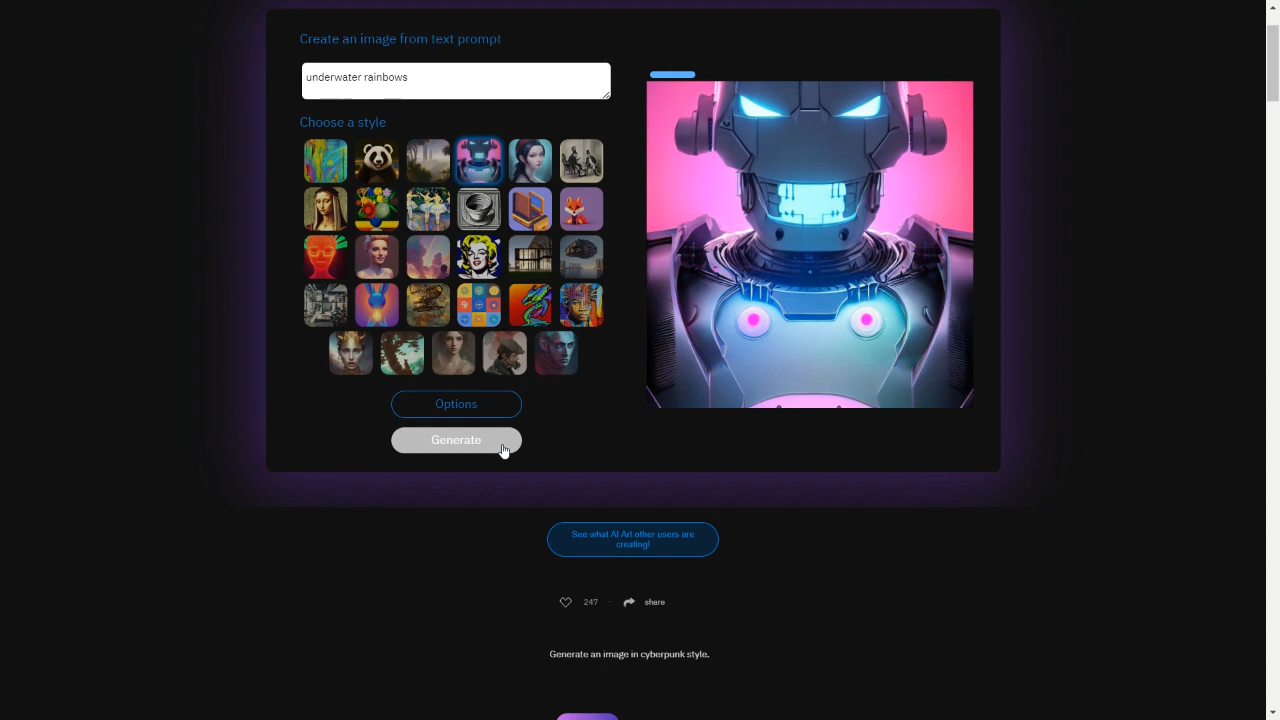 Create an image from text prompt
underwater rainbows
Choose a style
Options
Generate
See what AI Art other users are
creating!
247 · share
Generate an image in cyberpunk style.